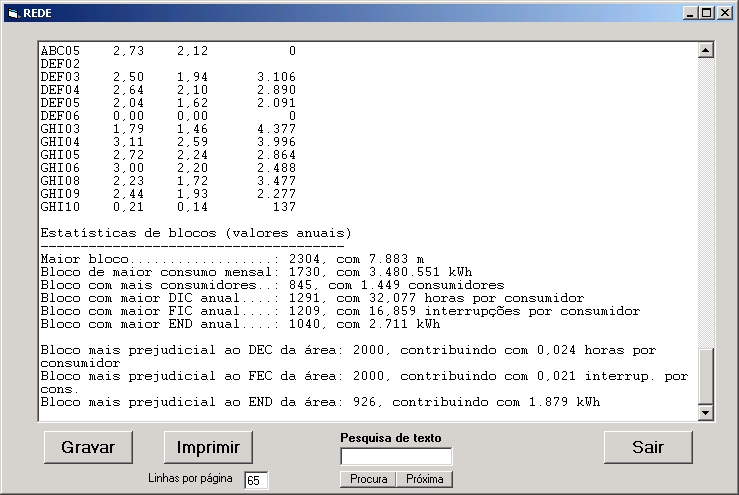 REDE
ABC05    2,73    2,12          0
DEF02
DEF03    2,50    1,94      3.106
DEF04    2,64    2,10      2.890
DEF05    2,04    1,62      2.091
DEF06    0,00    0,00          0
GHI03    1,79    1,46      4.377
GHI04    3,11    2,59      3.996
GHI05    2,72    2,24      2.864
GHI06    3,00    2,20      2.488
GHI08    2,23    1,72      3.477
GHI09    2,44    1,93      2.277
GHI10    0,21    0,14        137
Estatísticas de blocos (valores anuais)
--------------------------------------
Maior bloco..................: 2304, com 7.883 m
Bloco de maior consumo mensal: 1730, com 3.480.551 kWh
Bloco com mais consumidores..: 845, com 1.449 consumidores
Bloco com maior DIC anual....: 1291, com 32,077 horas por consumidor
Bloco com maior FIC anual....: 1209, com 16,859 interrupções por consumidor
Bloco com maior END anual....: 1040, com 2.711 kWh
Bloco mais prejudicial ao DEC da área: 2000, contribuindo com 0,024 horas por
consumidor
Bloco mais prejudicial ao FEC da área: 2000, contribuindo com 0,021 interrup. por
cons.
Bloco mais prejudicial ao END da área: 926, contribuindo com 1.879 kWh
Gravar
Imprimir
Pesquisa de texto
Sair
Linhas por página 65
Procura
Próxima